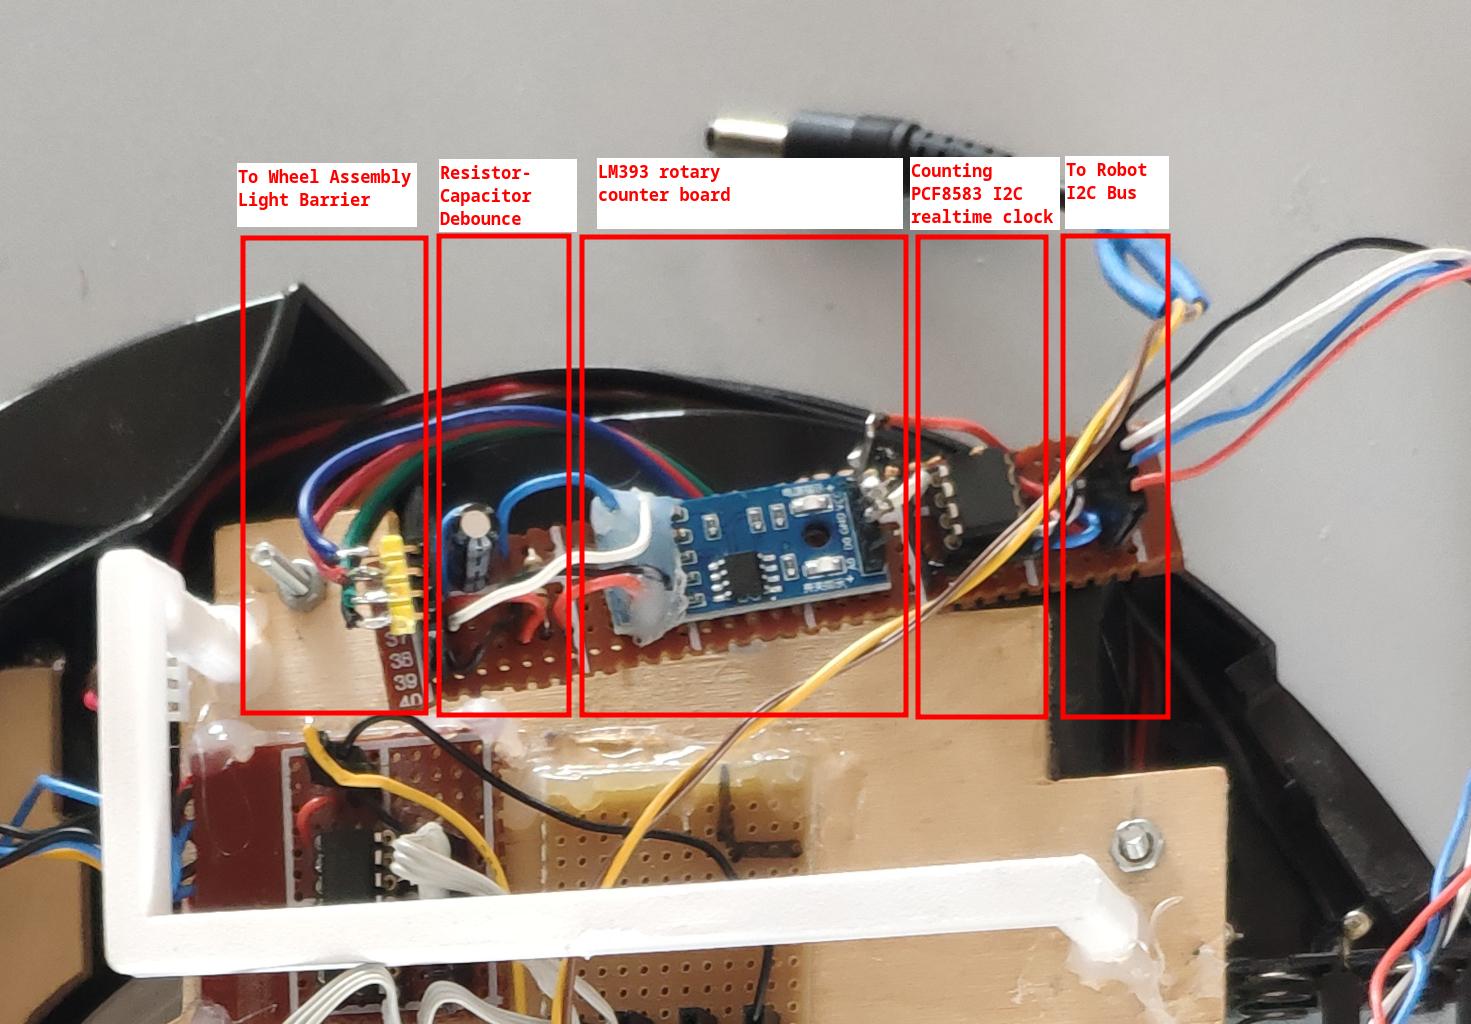 To Wheel Assembly
Light Barrier
Resistor-
Capacitor
Debounce
LM393 rotary
counter board
Counting
PCF8583 I2C
realtime clock
To Robot
I2C Bus
GND
37
38
39
40